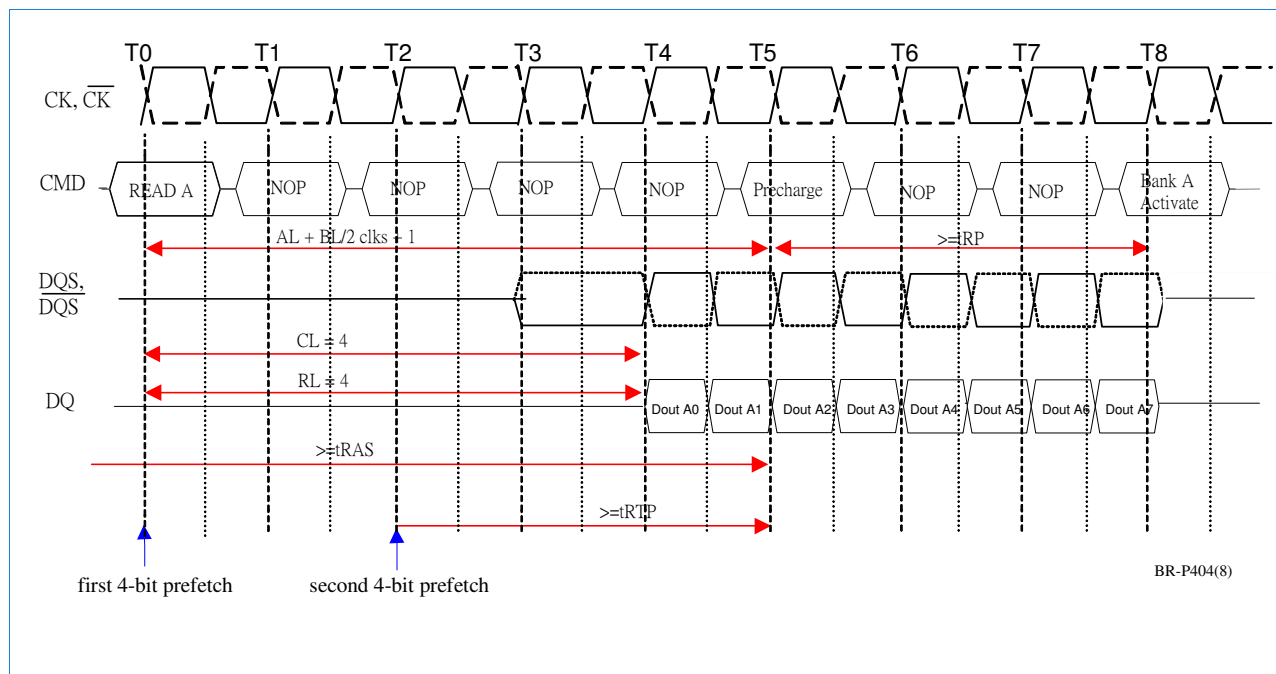 T0 T1 T2 T3 T4 T5 T6 T7 T8
CK, CK
CMD READ A NOP NOP NOP NOP Precharge NOP NOP Bank A
Activate
AL + BL/2 clks + 1 >=tRP
DQS,
DQS
CL = 4
RL = 4
DQ Dout A0 Dout A1 Dout A2 Dout A3 Dout A4 Dout A5 Dout A6 Dout A7
>=tRAS
>=tRTP
first 4-bit prefetch second 4-bit prefetch
BR-P404(8)